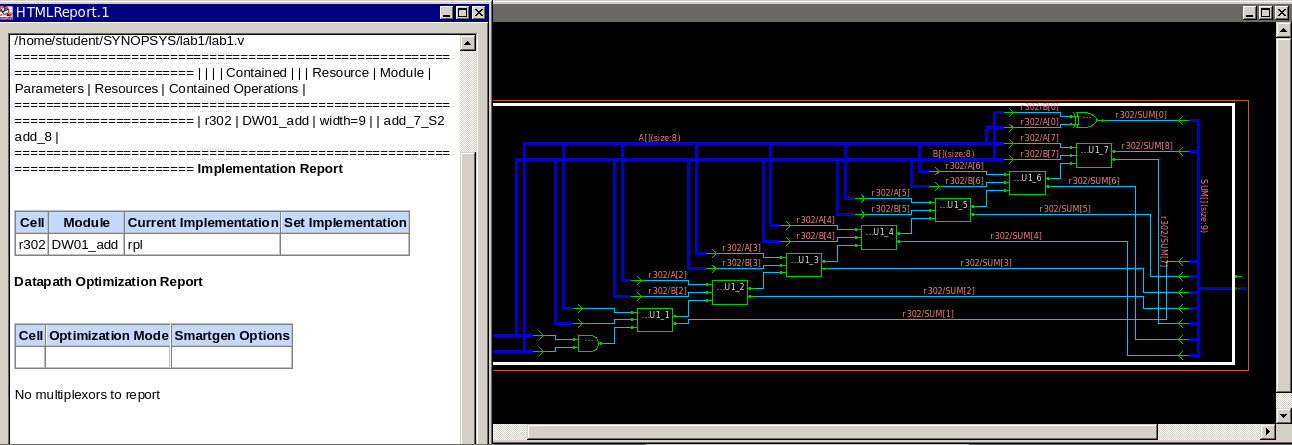 HTMLReport.1
/home/student/SYNOPSYS/lab1/lab1.v
=========================================================
======================= | | | | Contained | | | Resource | Module |
Parameters | Resources | Contained Operations |
=========================================================
======================= | r302 | DW01_add | width=9 | | add_7_S2
add_8 |
=========================================================
======================= Implementation Report
Cell Module Current Implementation Set Implementation
r302 DW01_add rpl
Datapath Optimization Report
Cell Optimization Mode Smartgen Options
No multiplexors to report
r302/B[0]
r302/SUM[0]
r302/A[0]
A[](size:8)
r302/A[7]
r302/SUM[8]
B[](size:8)
r302/B[7]
...U1_7
r302/A[6]
r302/B[6]
...U1_6
r302/SUM[6]
r302/A[5]
r302/B[5]
...U1_5
r302/SUM[5]
SUM[](size:9)
r302/SUM[7]
r302/A[4]
r302/B[4]
...U1_4
r302/SUM[4]
r302/A[3]
r302/B[3]
...U1_3
r302/SUM[3]
r302/A[2]
r302/B[2]
...U1_2
r302/SUM[2]
...U1_1
r302/SUM[1]
...
...